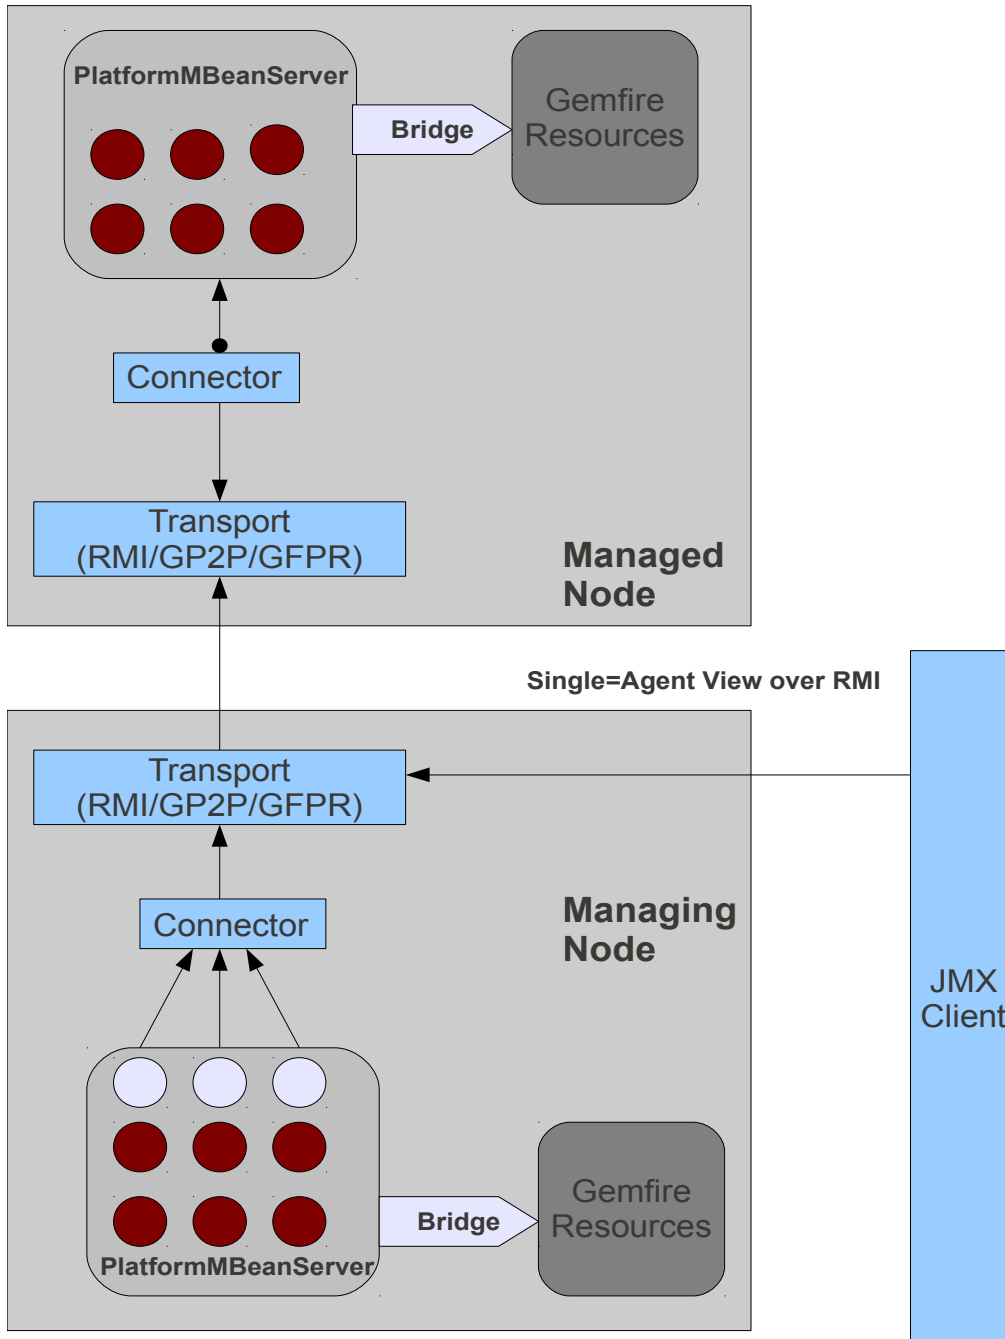 PlatformMBeanServer
Bridge
Gemfire
Resources
Connector
Transport
(RMI/GP2P/GFPR)
Managed
Node
Single=Agent View over RMI
Transport
(RMI/GP2P/GFPR)
Connector
Managing
Node
JMX
Client
Gemfire
Resources
Bridge
PlatformMBeanServer